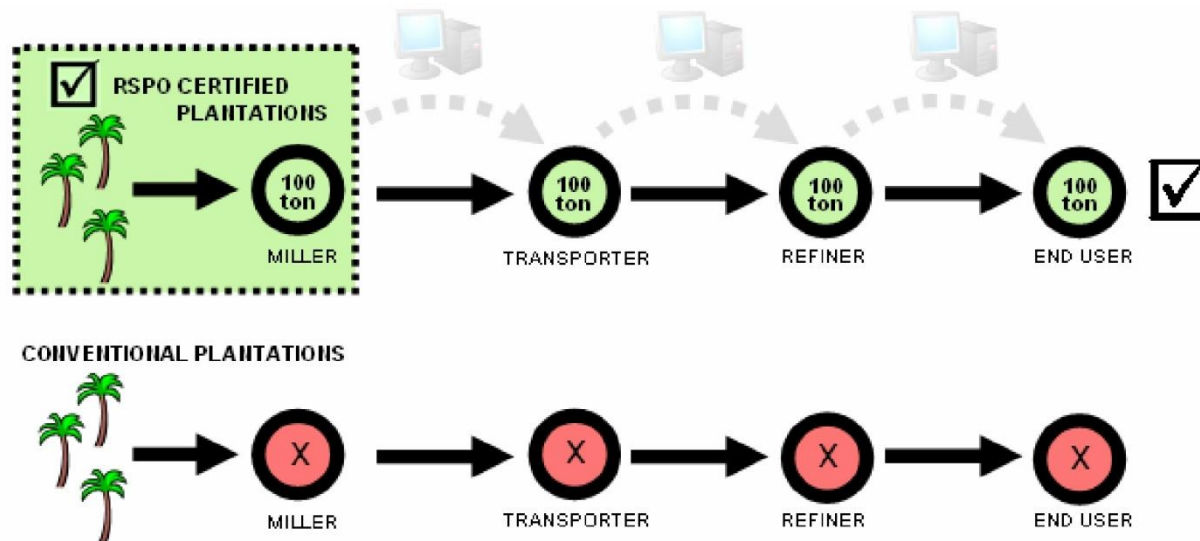 RSPO CERTIFIED
PLANTATIONS
100
ton
100
ton
100
ton
100
ton
MILLER
TRANSPORTER
REFINER
END USER
CONVENTIONAL PLANTATIONS
X
X
X
X
MILLER
TRANSPORTER
REFINER
END USER